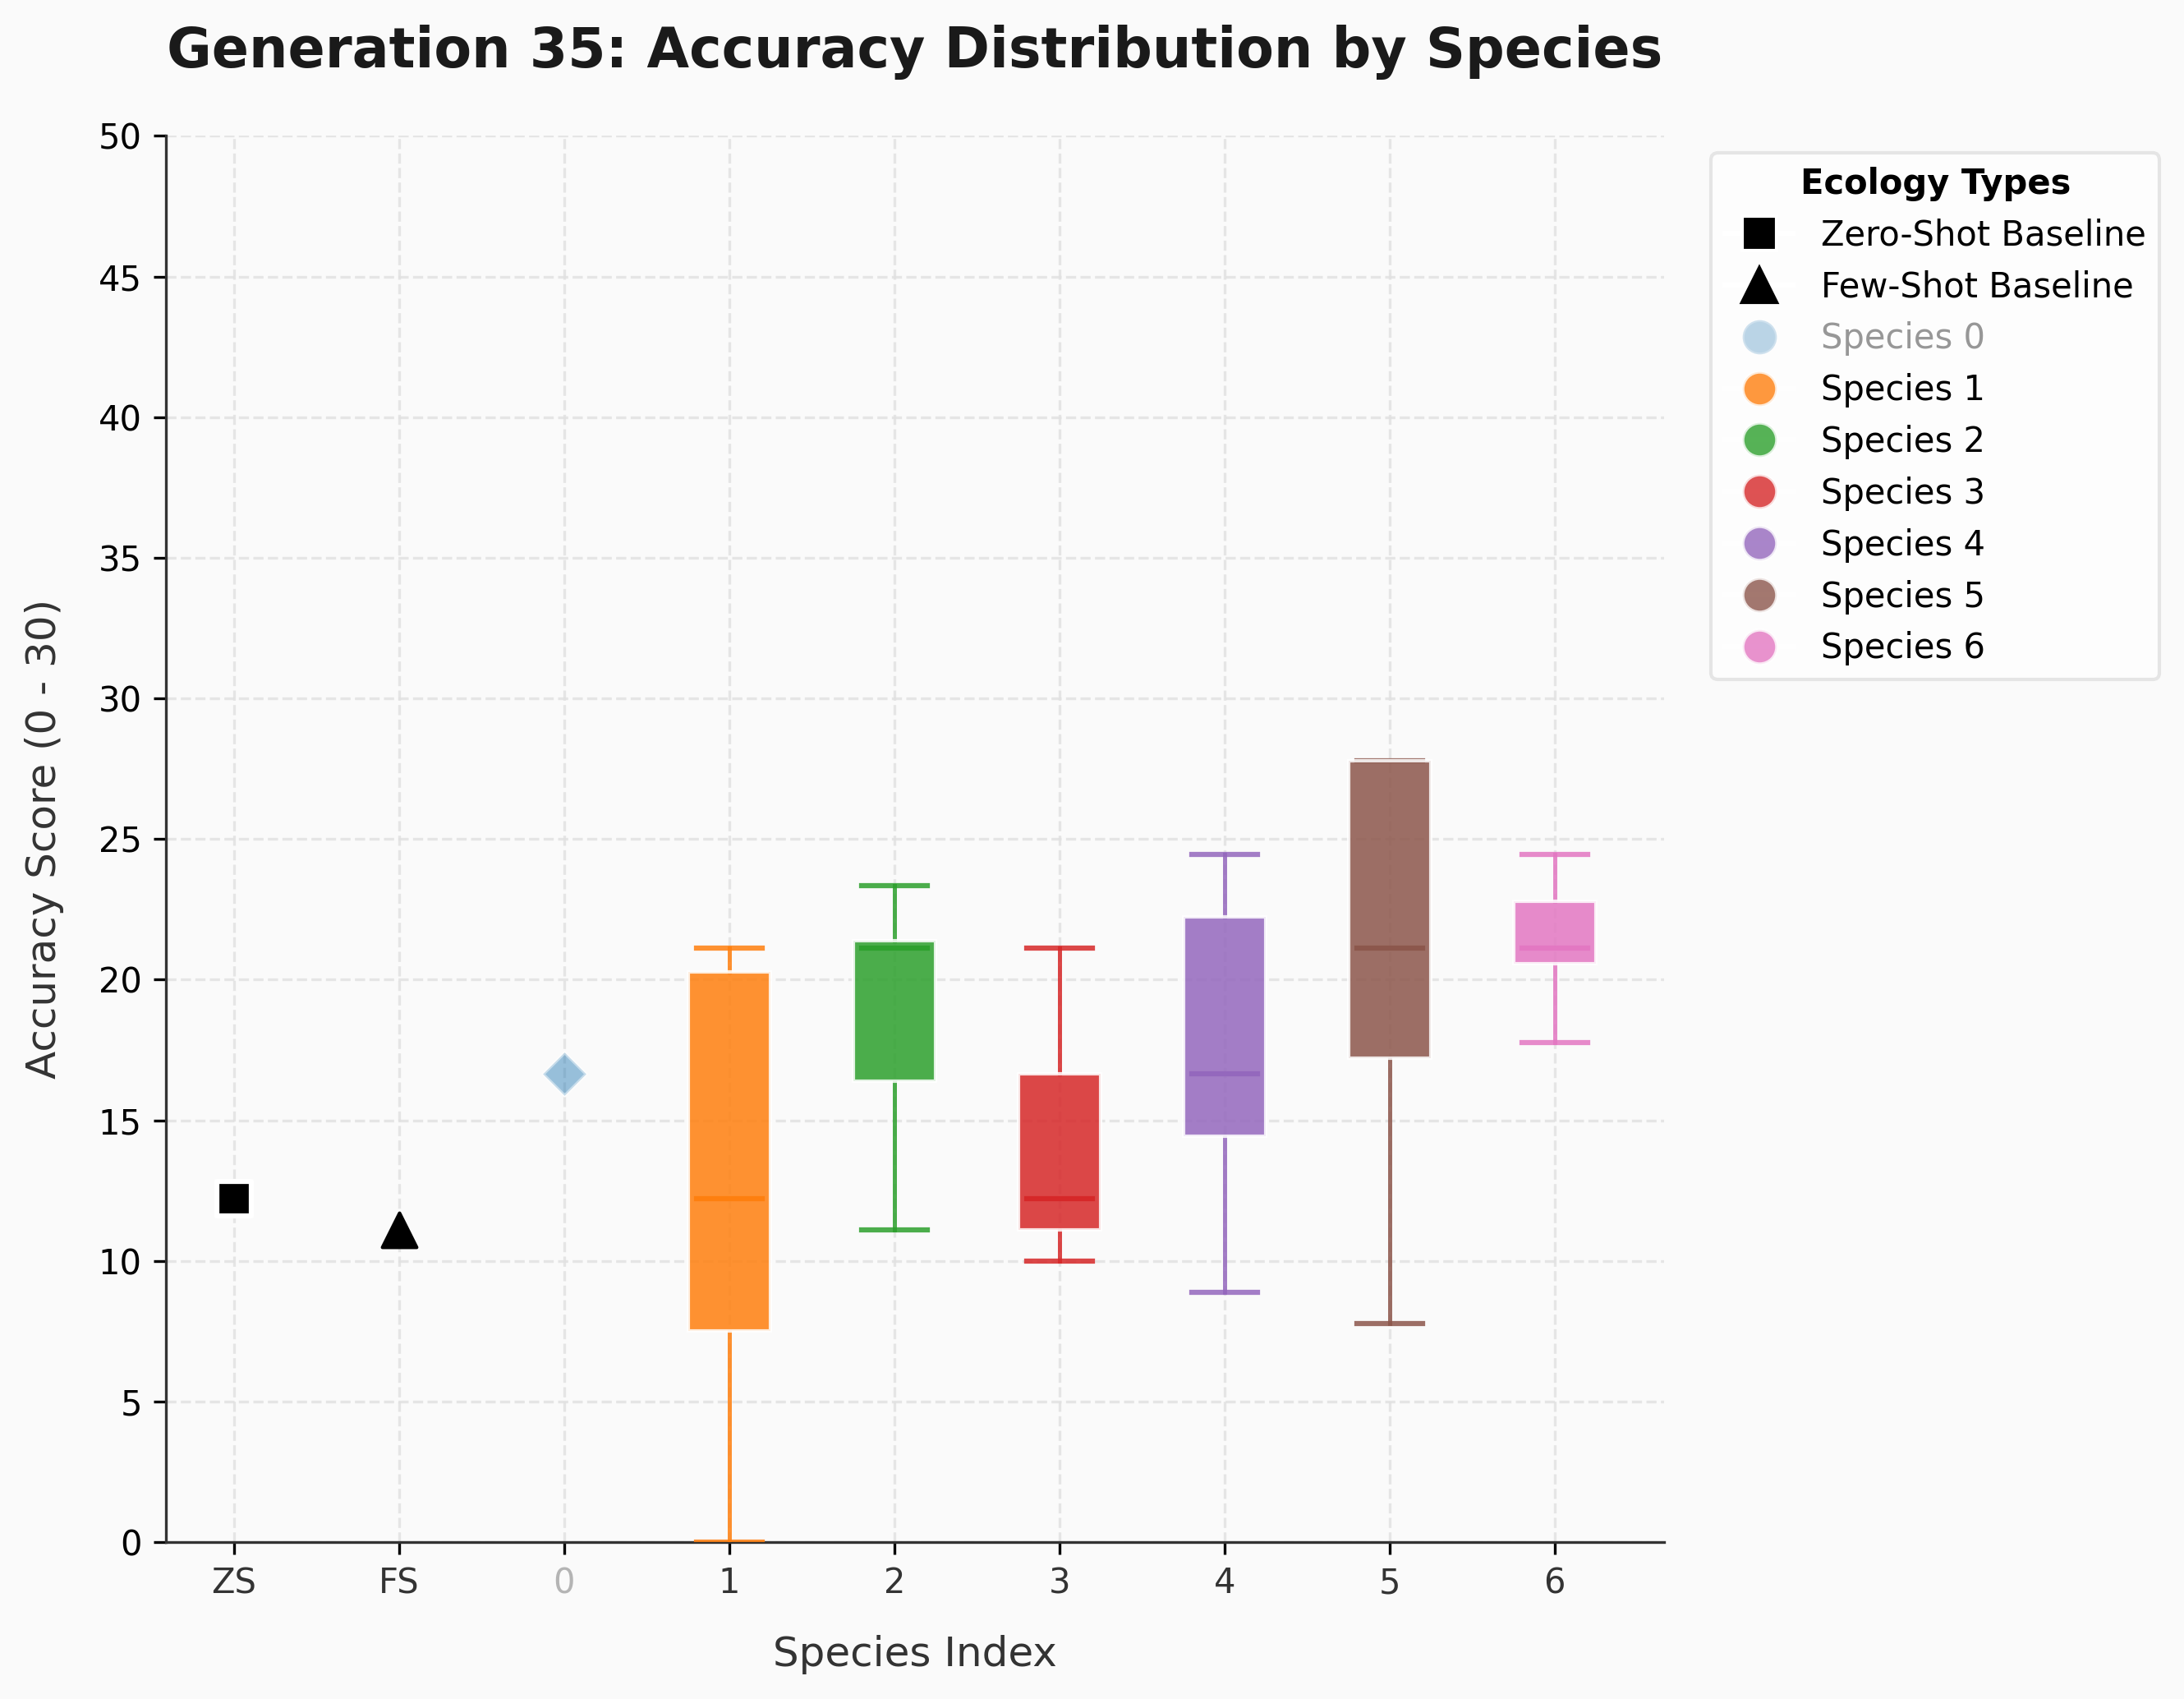 Generation 35: Accuracy Distribution by Species
Accuracy Score (0 - 30)
50
45
40
35
30
25
20
15
10
5
0
ZS FS 0 1 2 3 4 5 6
Species Index
Ecology Types
Zero-Shot Baseline
Few-Shot Baseline
Species 0
Species 1
Species 2
Species 3
Species 4
Species 5
Species 6